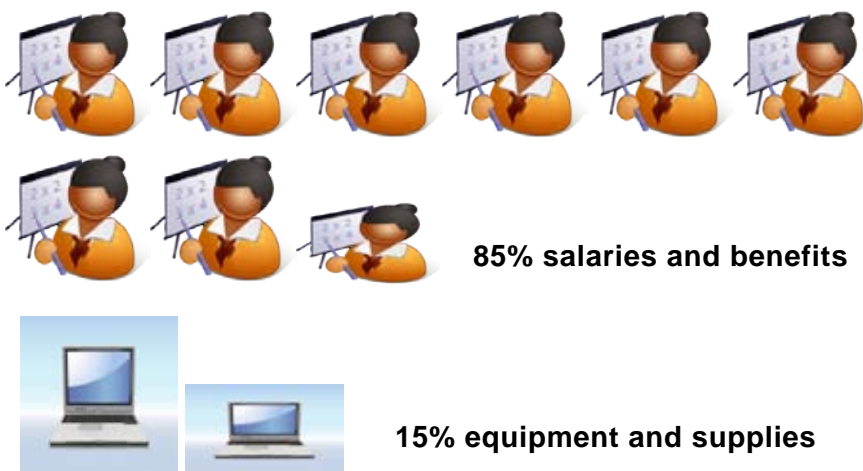 85% salaries and benefits
15% equipment and supplies